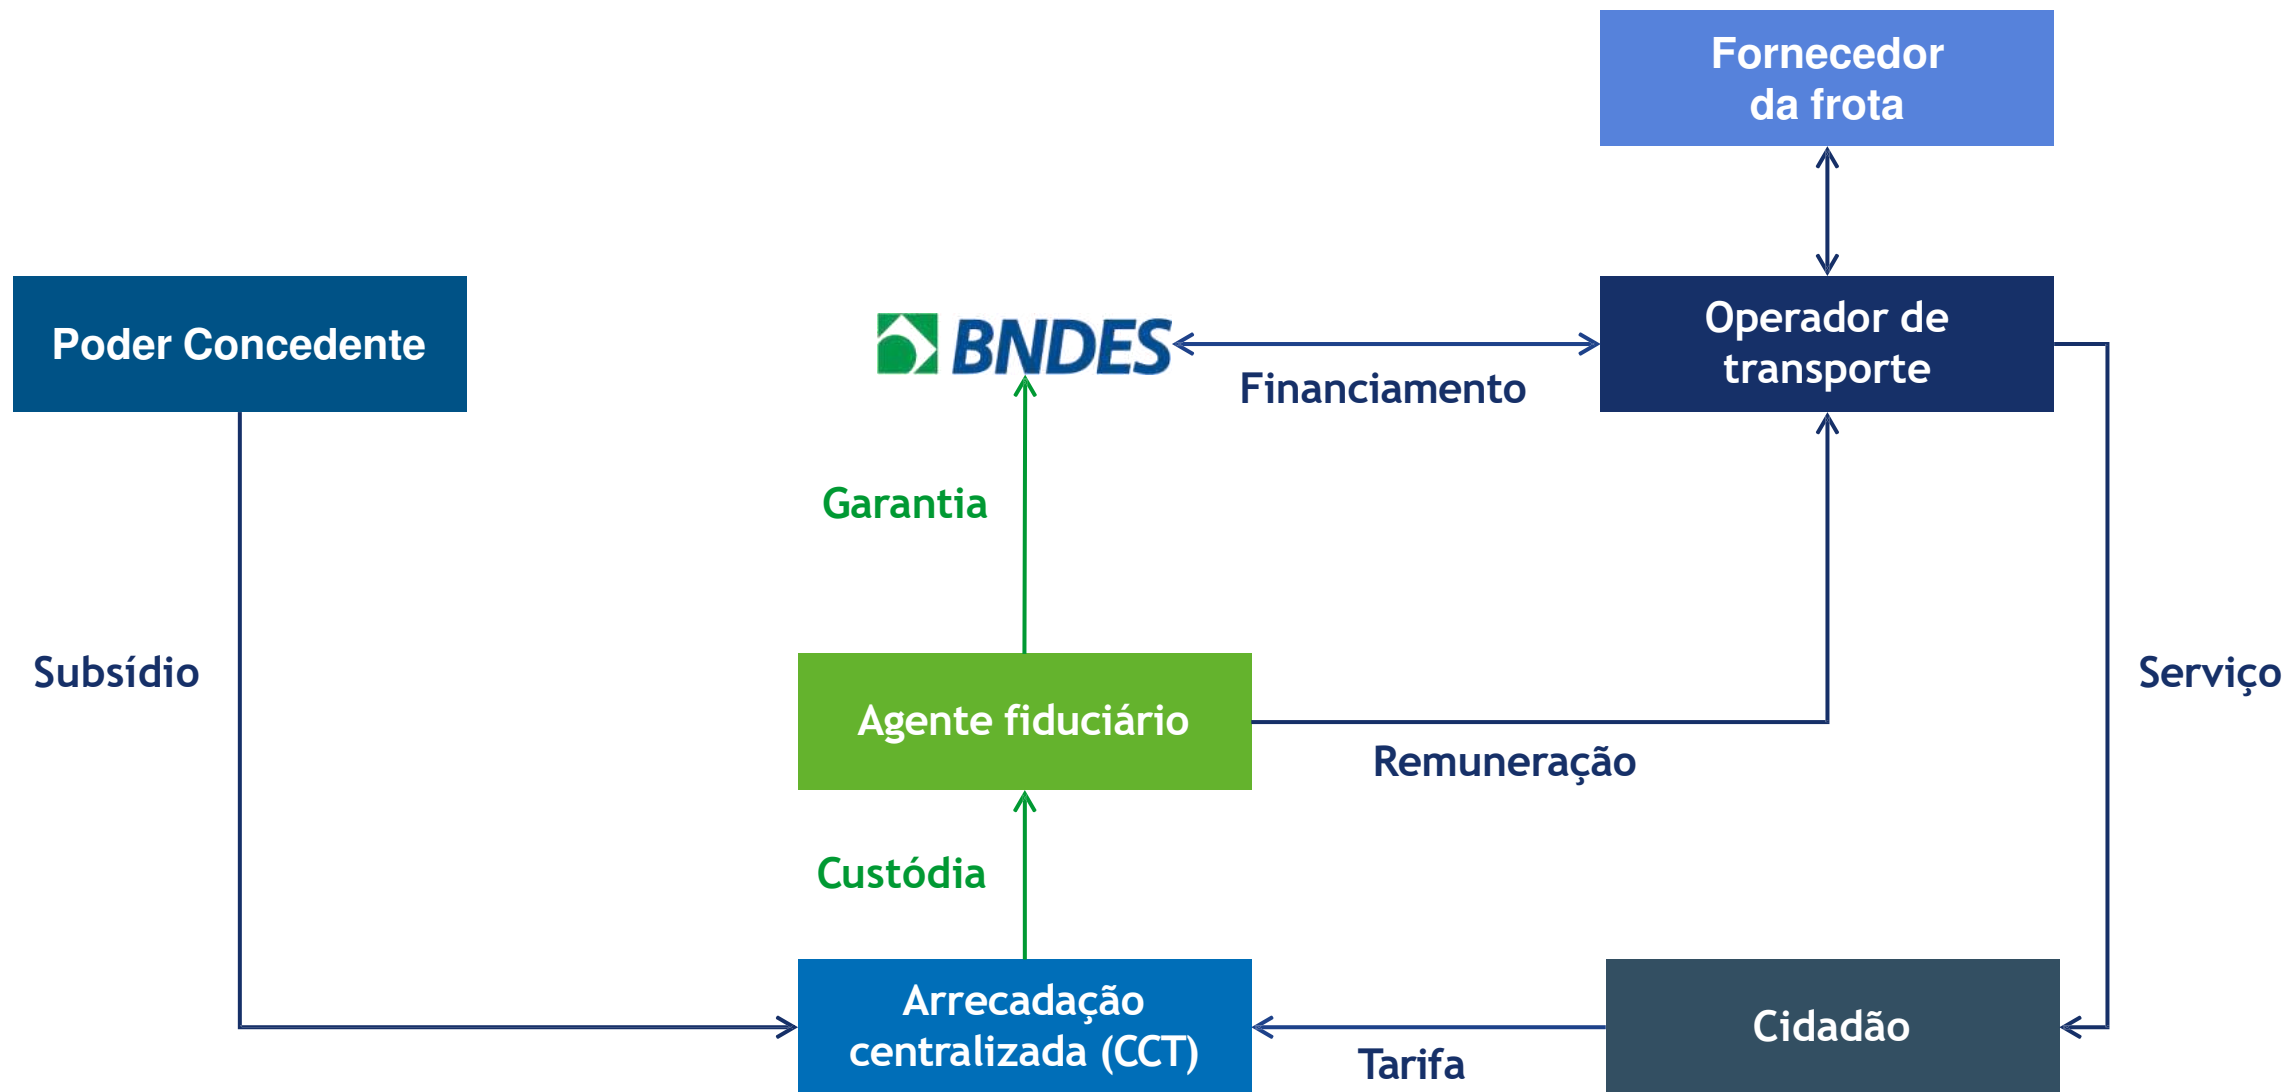 Fornecedor
da frota
Poder Concedente
BNDES
Operador de
transporte
Financiamento
Garantia
Subsídio
Serviço
Agente fiduciário
Remuneração
Custódia
Arrecadação
centralizada (CCT)
Cidadão
Tarifa